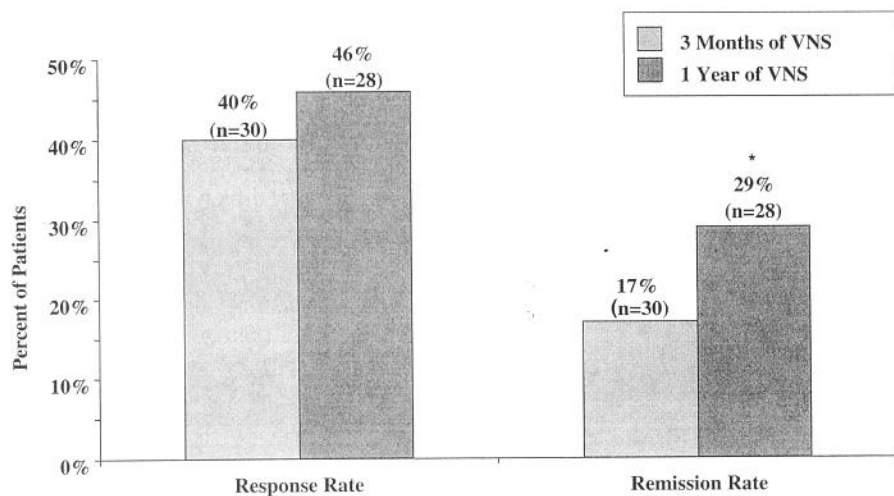 3 Months of VNS
1 Year of VNS
Percent of Patients
50%
40%
30%
20%
10%
0%
40%
(n=30)
46%
(n=28)
17%
(n=30)
*
29%
(n=28)
Response Rate
Remission Rate